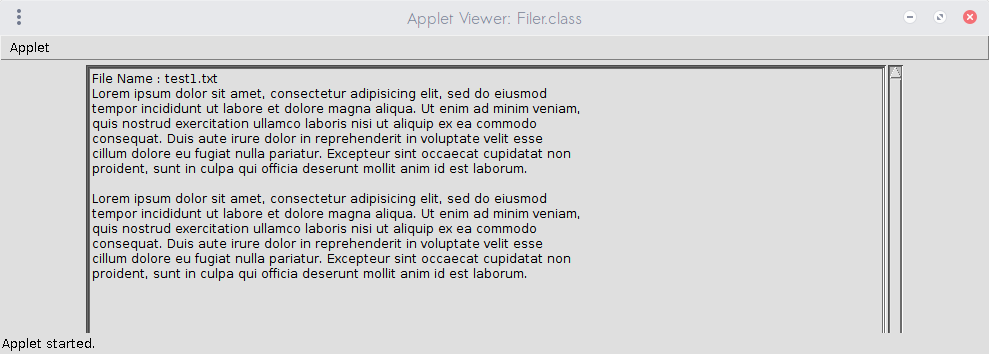 Applet Viewer: Filer.class
Applet
File Name : test1.txt
Lorem ipsum dolor sit amet, consectetur adipisicing elit, sed do eiusmod
tempor incididunt ut labore et dolore magna aliqua. Ut enim ad minim veniam,
quis nostrud exercitation ullamco laboris nisi ut aliquip ex ea commodo
consequat. Duis aute irure dolor in reprehenderit in voluptate velit esse
cillum dolore eu fugiat nulla pariatur. Excepteur sint occaecat cupidatat non
proident, sunt in culpa qui officia deserunt mollit anim id est laborum.

Lorem ipsum dolor sit amet, consectetur adipisicing elit, sed do eiusmod
tempor incididunt ut labore et dolore magna aliqua. Ut enim ad minim veniam,
quis nostrud exercitation ullamco laboris nisi ut aliquip ex ea commodo
consequat. Duis aute irure dolor in reprehenderit in voluptate velit esse
cillum dolore eu fugiat nulla pariatur. Excepteur sint occaecat cupidatat non
proident, sunt in culpa qui officia deserunt mollit anim id est laborum.
Applet started.